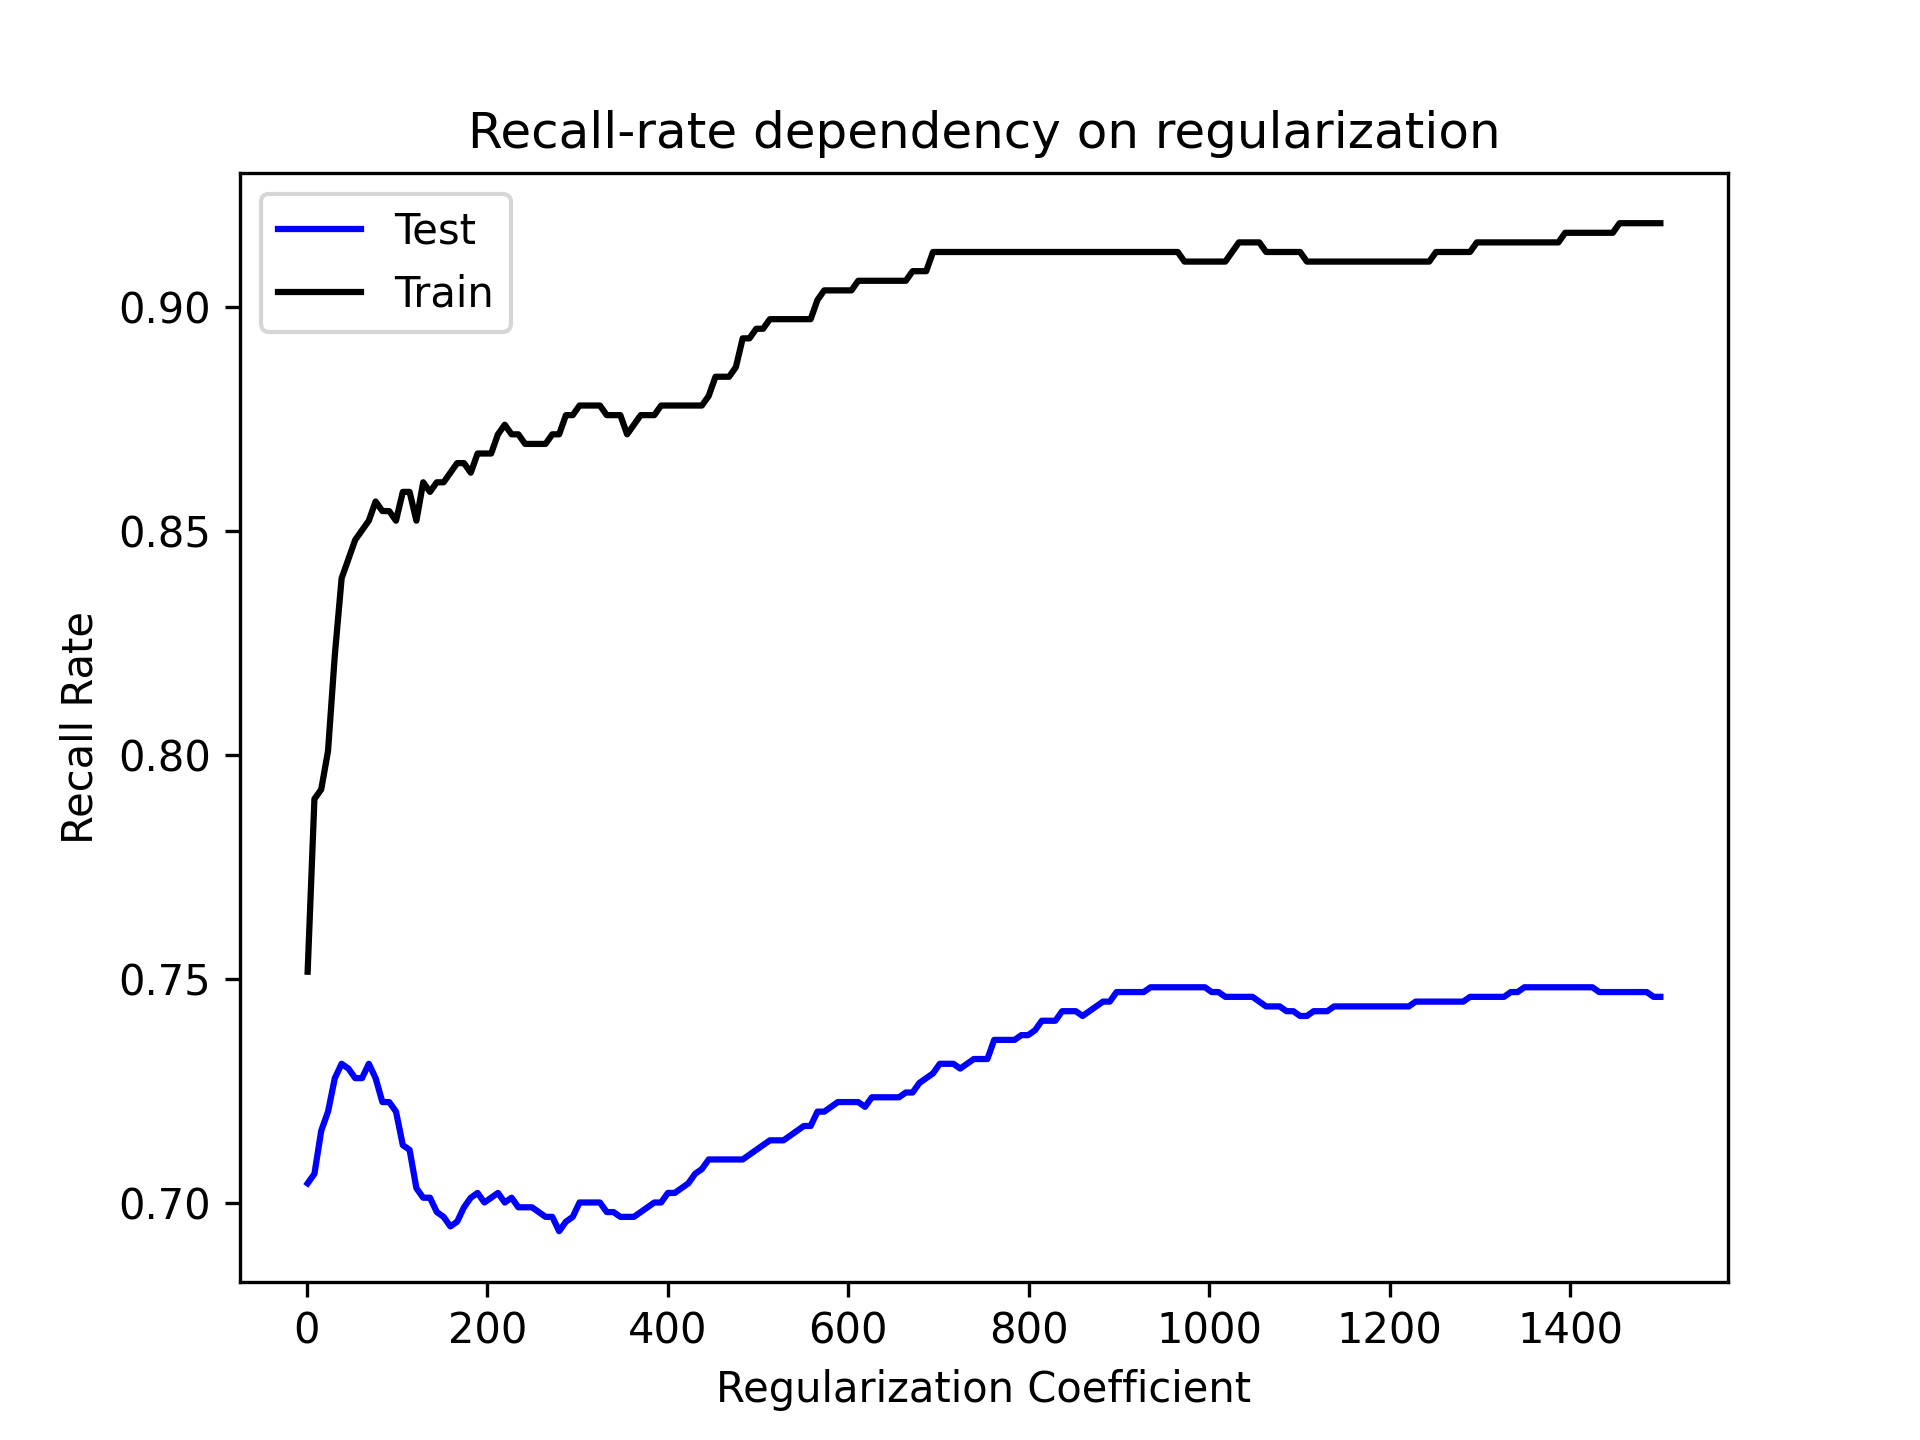 Recall-rate dependency on regularization
Test
Train
0.90
0.85
0.80
0.75
0.70
Recall Rate
0 200 400 600 800 1000 1200 1400
Regularization Coefficient